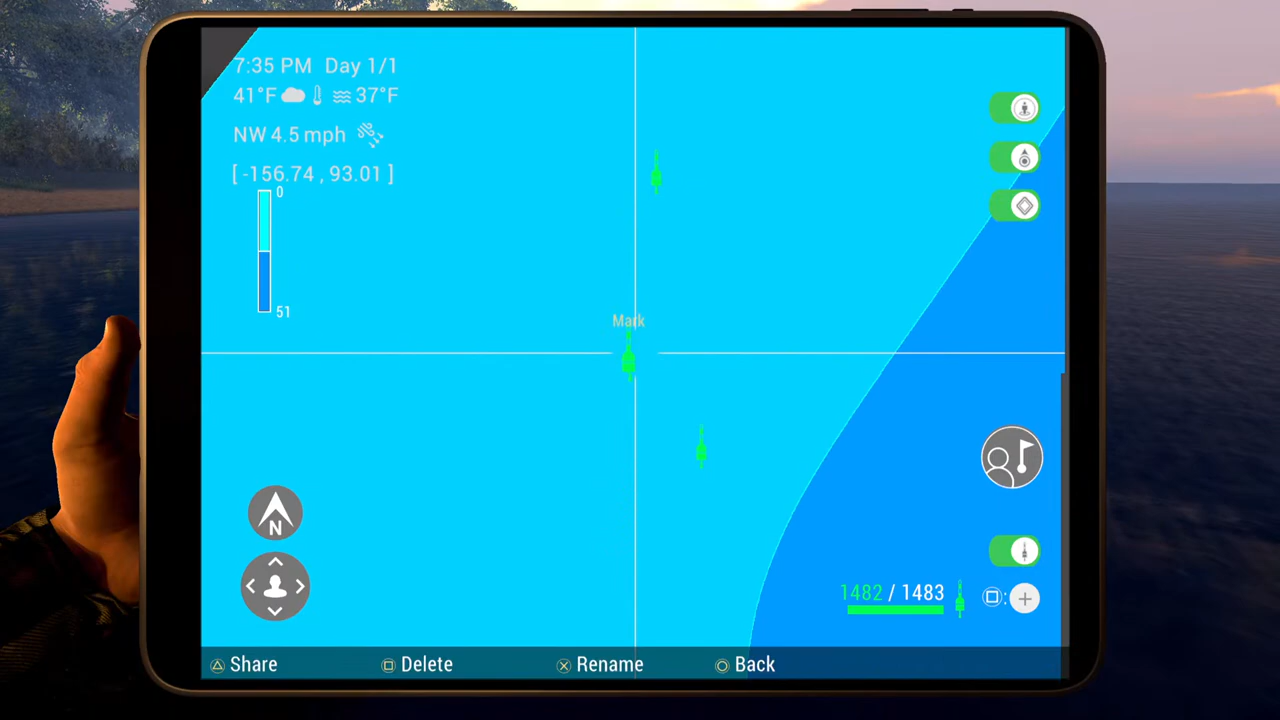 7:35 PM Day 1/1
41°F 37°F
NW 4.5 mph
[ -156.74 , 93.01 ]
0
51
Mark
N
1482 / 1483
Share Delete Rename Back